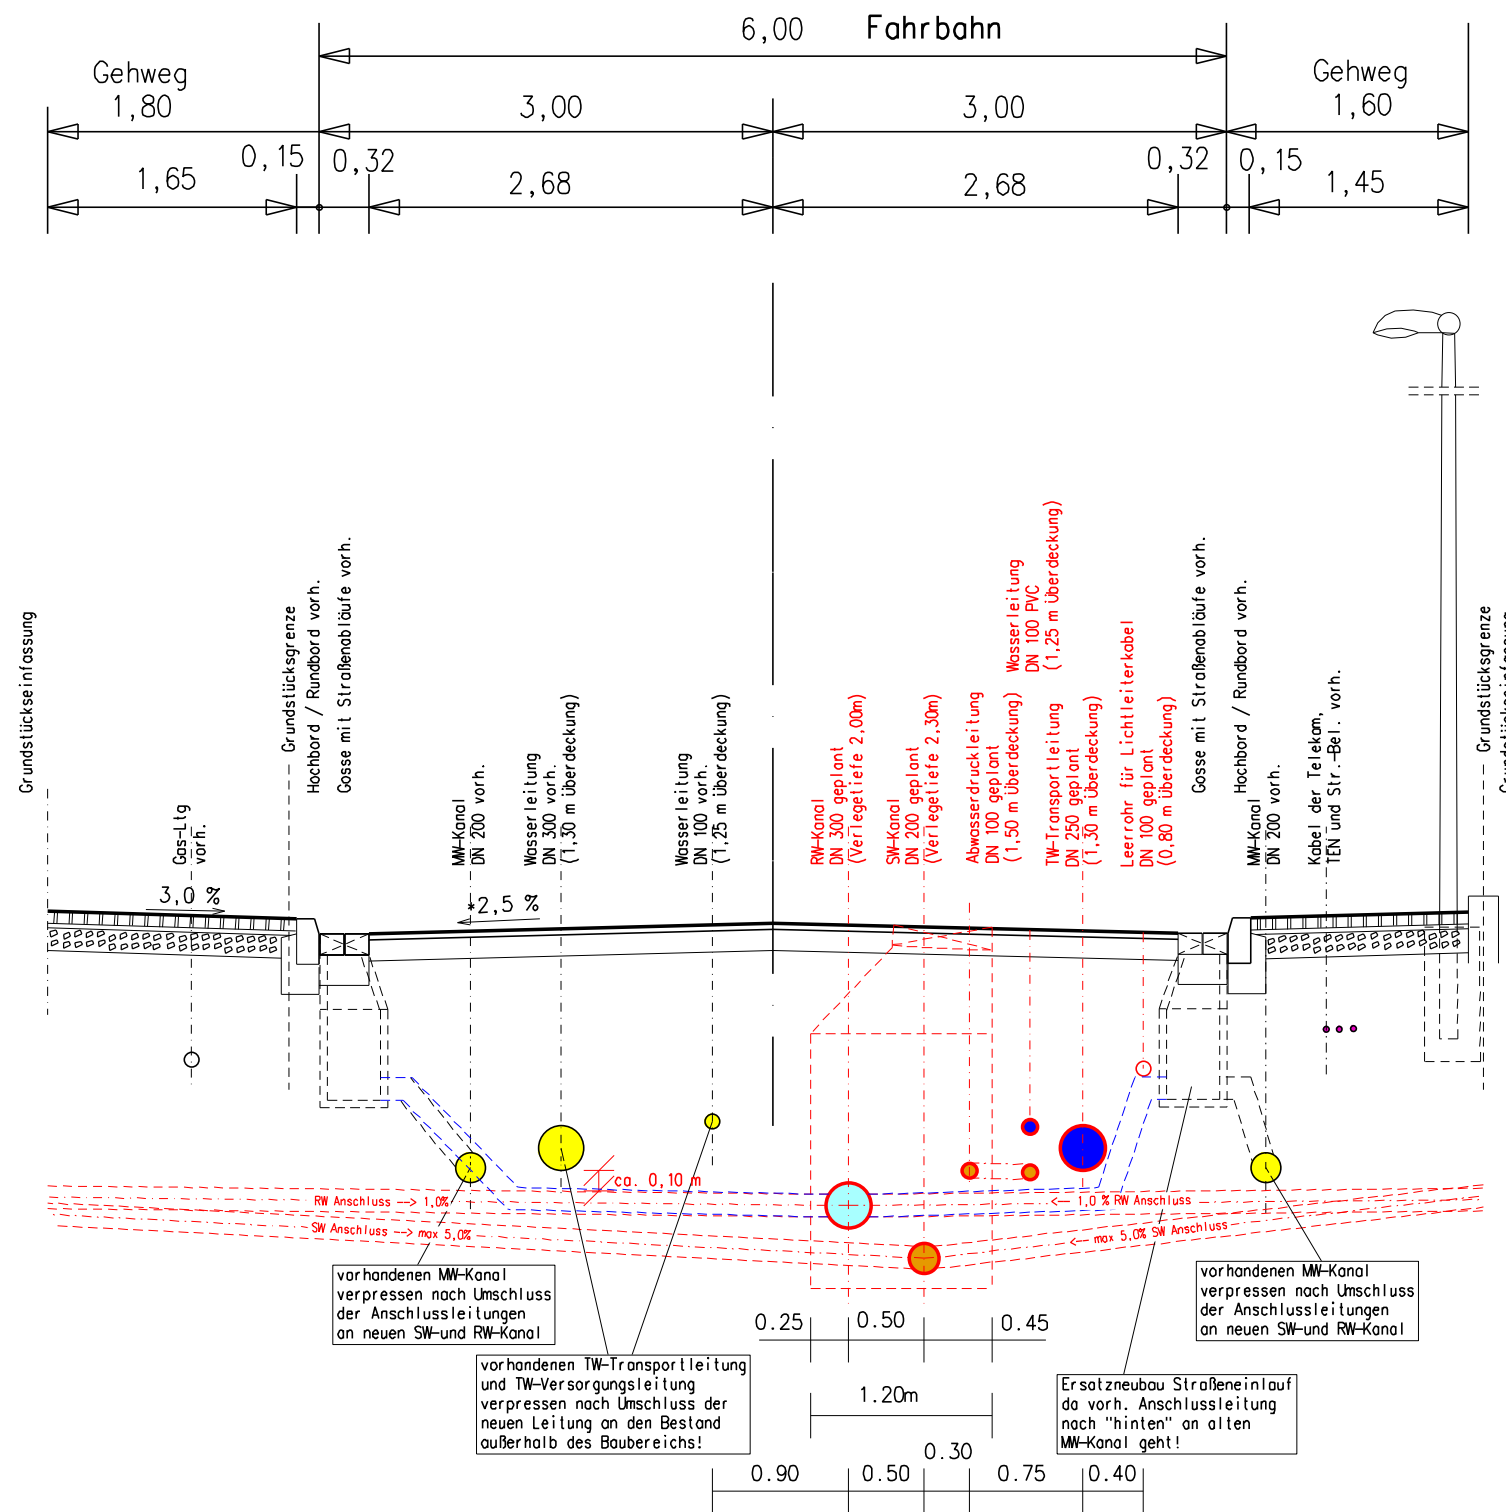 6,00 Fahrbahn
Gehweg
1,80
3,00
3,00
Gehweg
1,60
0,15
0,32
0,32
0,15
1,65
2,68
2,68
1,45
Grundstückseinfassung
Gas-Ltg
vorh.
Grundstücksgrenze
Hochbord / Rundbord vorh.
Gosse mit Straßenabläufe vorh.
MW-Kanal
DN 200 vorh.
Wasserleitung
DN 300 vorh.
(1,30 m Überdeckung)
Wasserleitung
DN 100 vorh.
(1,25 m Überdeckung)
RW-Kanal
DN 300 geplant
(Verlegetiefe 2,00m)
SW-Kanal
DN 200 geplant
(Verlegetiefe 2,30m)
Abwasserdruckleitung
DN 100 geplant
(1,50 m Überdeckung)
Wasserleitung
DN 100 PVC
(1,25 m Überdeckung)
TW-Transportleitung
DN 250 geplant
(1,30 m Überdeckung)
Leerrohr für Lichtleiterkabel
DN 100 geplant
(0,80 m Überdeckung)
Gosse mit Straßenabläufe vorh.
Hochbord / Rundbord vorh.
MW-Kanal
DN 200 vorh.
Kabel der Telekom,
TEN und Str.-Bel. vorh.
Grundstücksgrenze
3,0 %
*2,5 %
ca. 0,10 m
RW Anschluss -> 1,0%
<- 1,0 % RW Anschluss
SW Anschluss -> max 5,0%
<- max 5,0% SW Anschluss
vorhandenen MW-Kanal
verpressen nach Umschluss
der Anschlussleitungen
an neuen SW-und RW-Kanal
vorhandenen MW-Kanal
verpressen nach Umschluss
der Anschlussleitungen
an neuen SW-und RW-Kanal
0.25
0.50
0.45
vorhandenen TW-Transportleitung
und TW-Versorgungsleitung
verpressen nach Umschluss der
neuen Leitung an den Bestand
außerhalb des Baubereichs!
Ersatzneubau Straßeneinlauf
da vorh. Anschlussleitung
nach "hinten" an alten
MW-Kanal geht!
1.20m
0.30
0.90
0.50
0.75
0.40